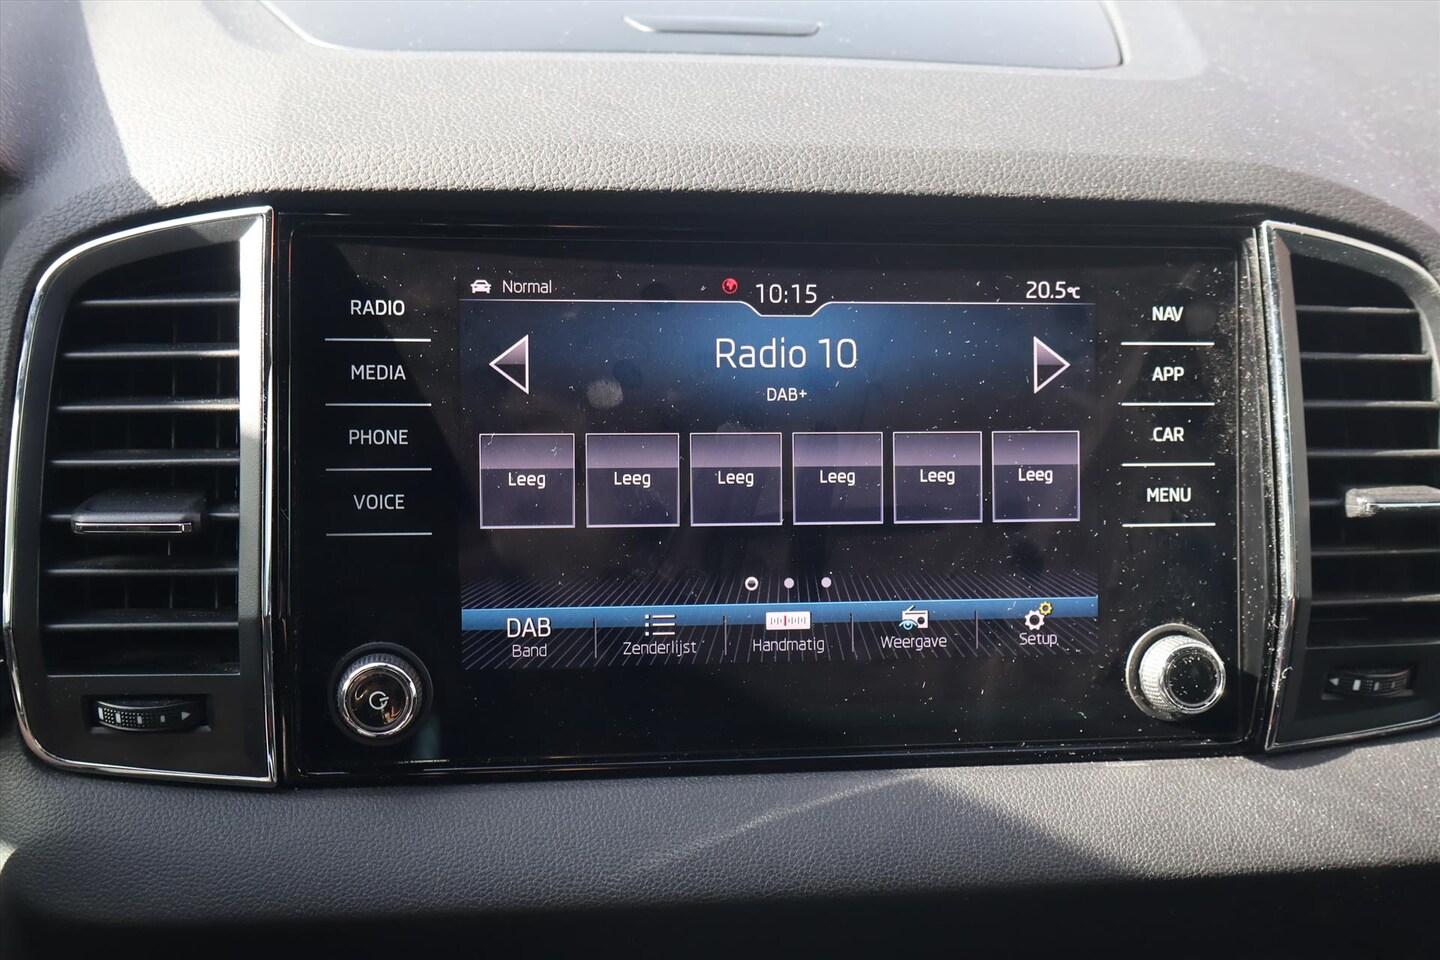 Normal
10:15
20.5°C
RADIO
MEDIA
PHONE
VOICE
Radio 10
DAB+
Leeg Leeg Leeg Leeg Leeg Leeg
DAB
Band
Zenderlijst
Handmatig
Weergave
Setup
NAV
APP
CAR
MENU